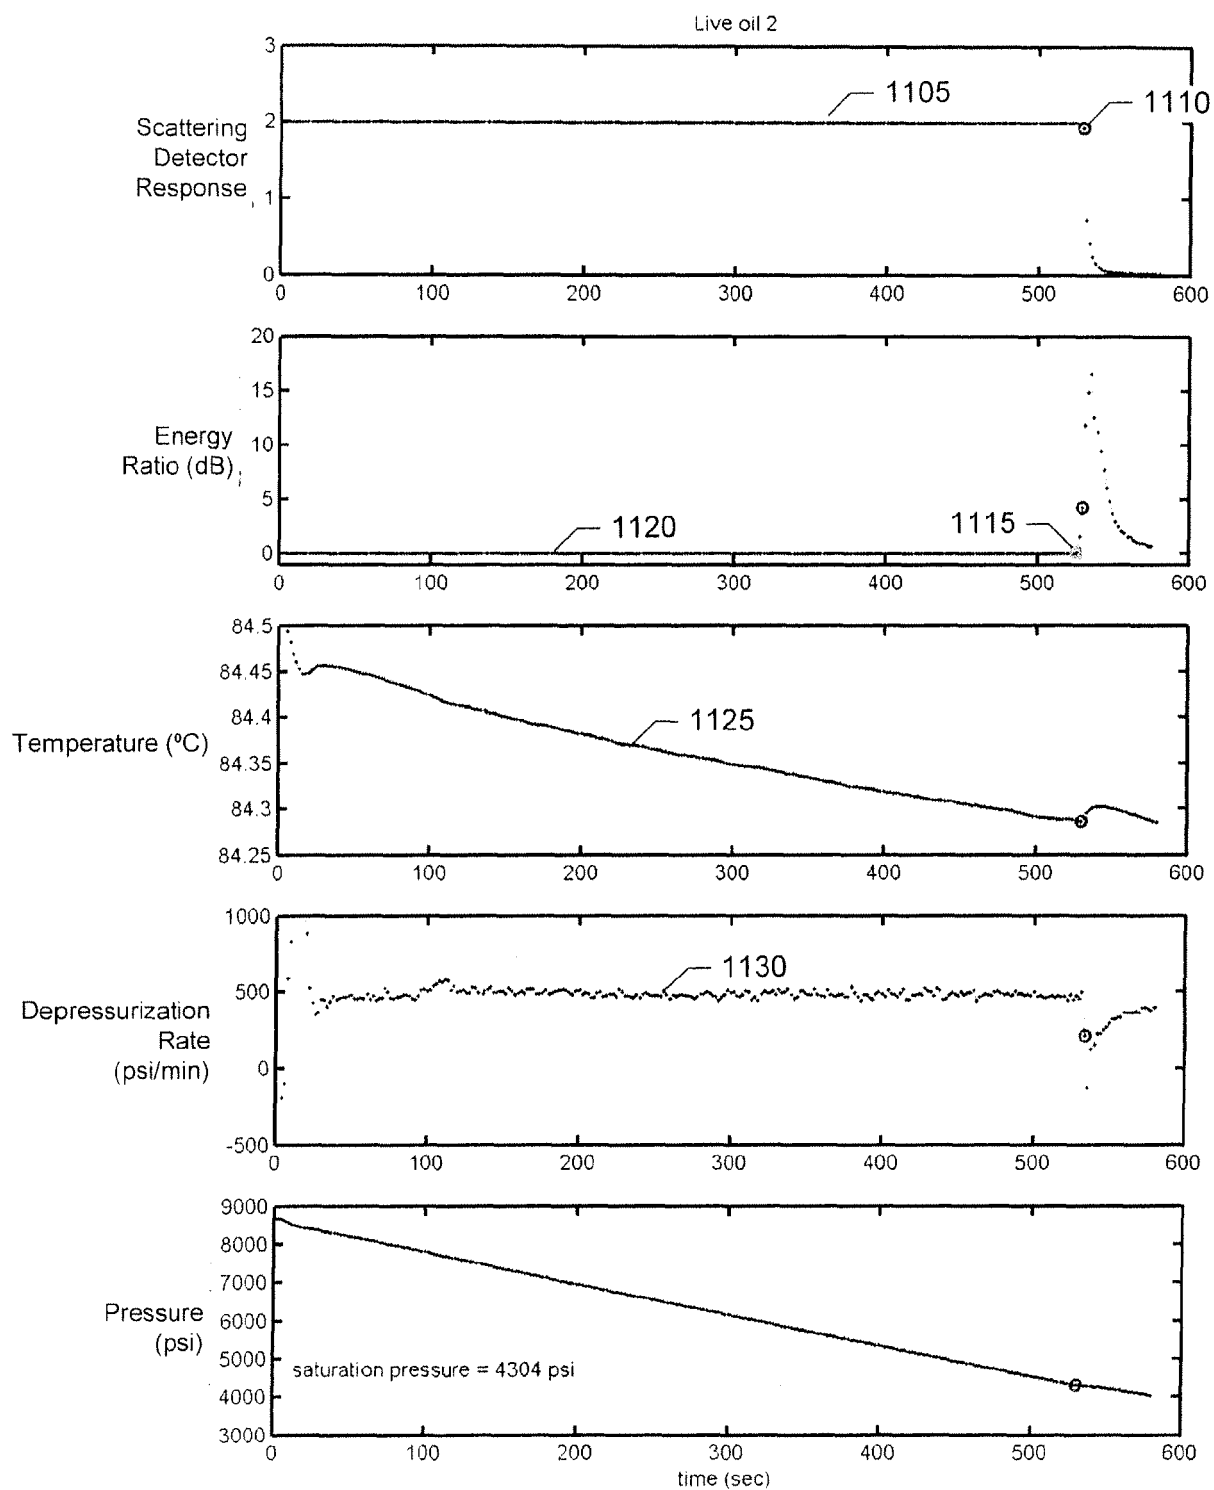 Live oil 2
3
2
1
0
Scattering
Detector
Response
1105
1110
0 100 200 300 400 500 600
20
15
10
5
0
Energy
Ratio (dB)
1120
1115
0 100 200 300 400 500 600
84.5
84.45
84.4
84.35
84.3
84.25
Temperature (ºC)
1125
0 100 200 300 400 500 600
1000
500
0
-500
Depressurization
Rate
(psi/min)
1130
0 100 200 300 400 500 600
9000
8000
7000
6000
5000
4000
3000
Pressure
(psi)
saturation pressure = 4304 psi
0 100 200 300 400 500 600
time (sec)